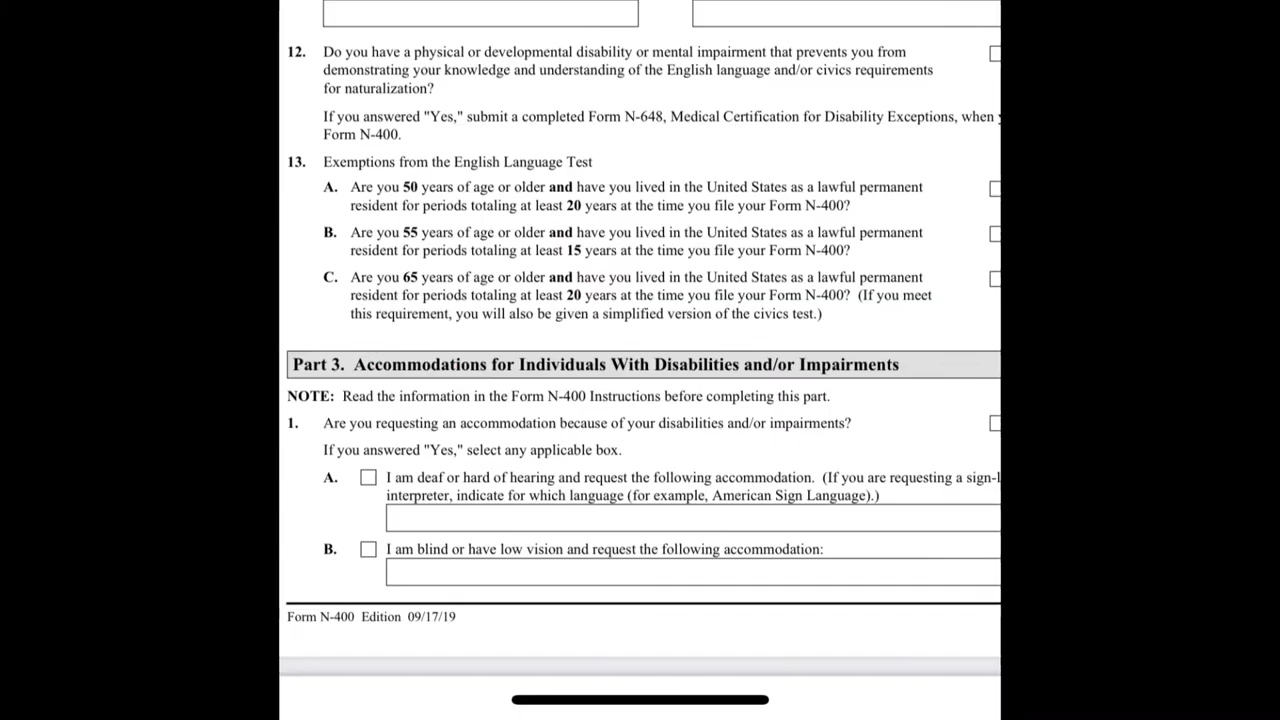 12. Do you have a physical or developmental disability or mental impairment that prevents you from
demonstrating your knowledge and understanding of the English language and/or civics requirements
for naturalization?
If you answered "Yes," submit a completed Form N-648, Medical Certification for Disability Exceptions, when
Form N-400.
13. Exemptions from the English Language Test
A. Are you 50 years of age or older and have you lived in the United States as a lawful permanent
resident for periods totaling at least 20 years at the time you file your Form N-400?
B. Are you 55 years of age or older and have you lived in the United States as a lawful permanent
resident for periods totaling at least 15 years at the time you file your Form N-400?
C. Are you 65 years of age or older and have you lived in the United States as a lawful permanent
resident for periods totaling at least 20 years at the time you file your Form N-400? (If you meet
this requirement, you will also be given a simplified version of the civics test.)
Part 3. Accommodations for Individuals With Disabilities and/or Impairments
NOTE: Read the information in the Form N-400 Instructions before completing this part.
1. Are you requesting an accommodation because of your disabilities and/or impairments?
If you answered "Yes," select any applicable box.
A. I am deaf or hard of hearing and request the following accommodation. (If you are requesting a sign-
interpreter, indicate for which language (for example, American Sign Language).)
B. I am blind or have low vision and request the following accommodation:
Form N-400 Edition 09/17/19